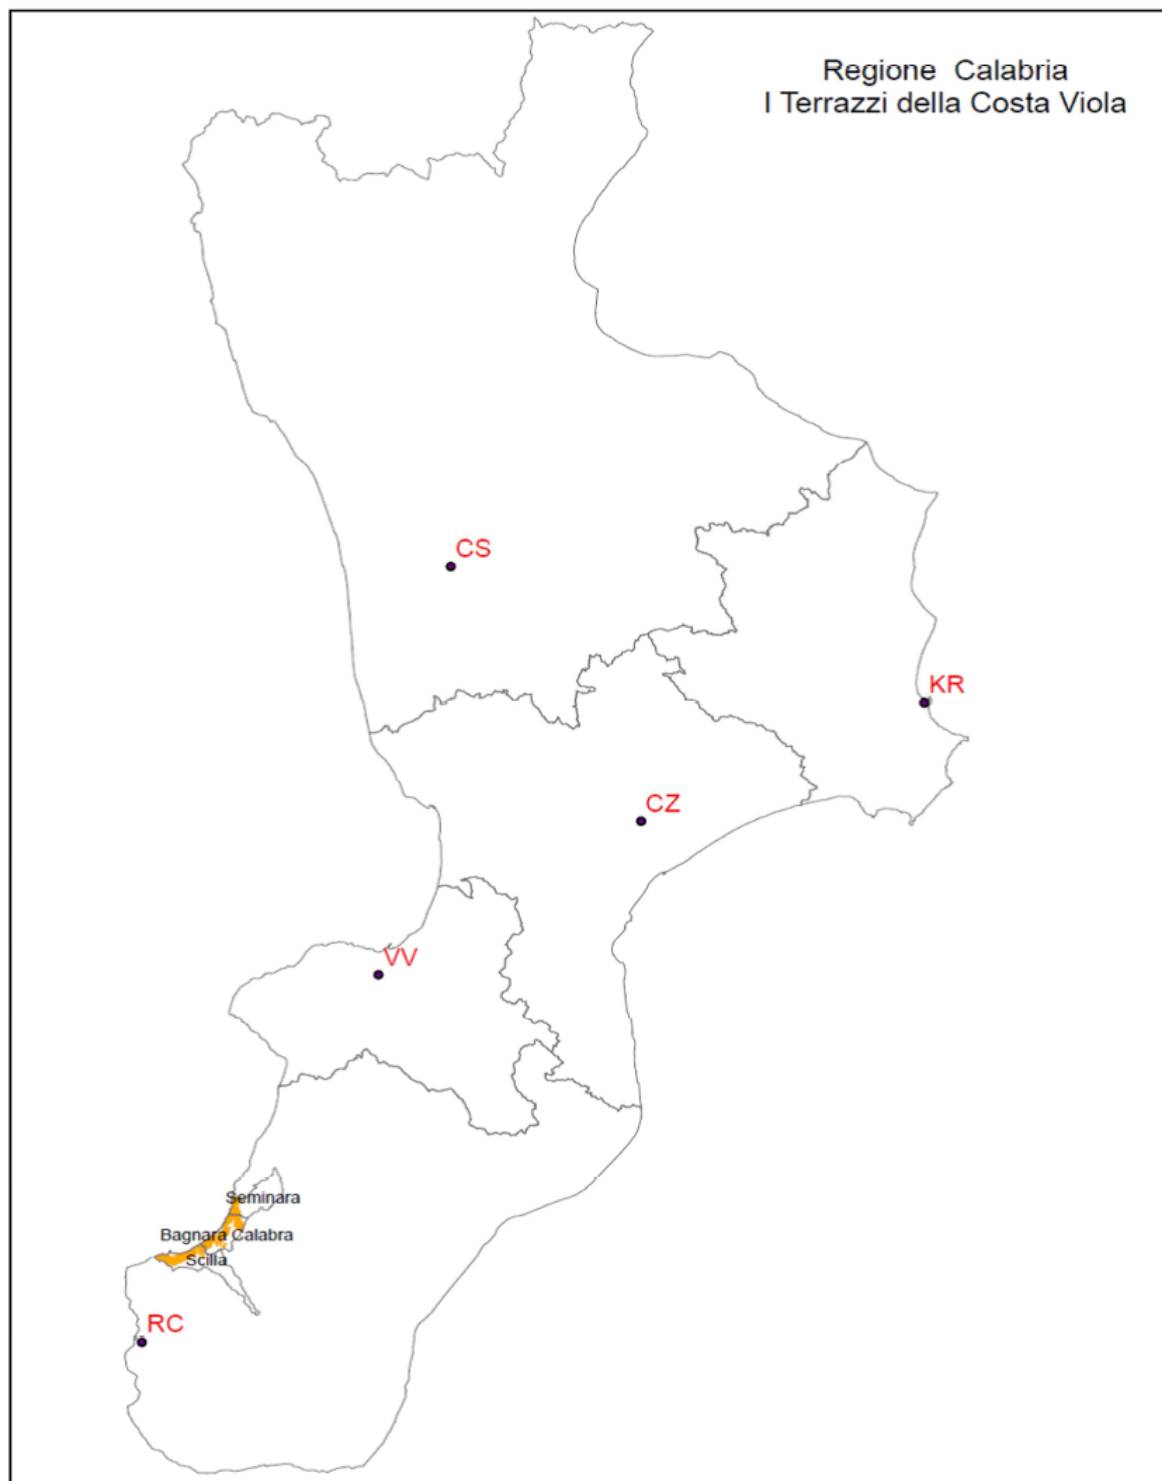 Regione Calabria
I Terrazzi della Costa Viola
CS
KR
CZ
VV
Seminara
Bagnara Calabra
Scilla
RC